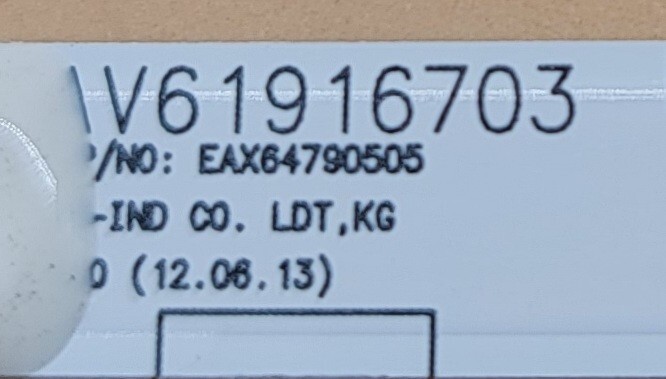 V61916703
/NO: EAX64790505
-IND CO. LDT,KG
0 (12.06.13)